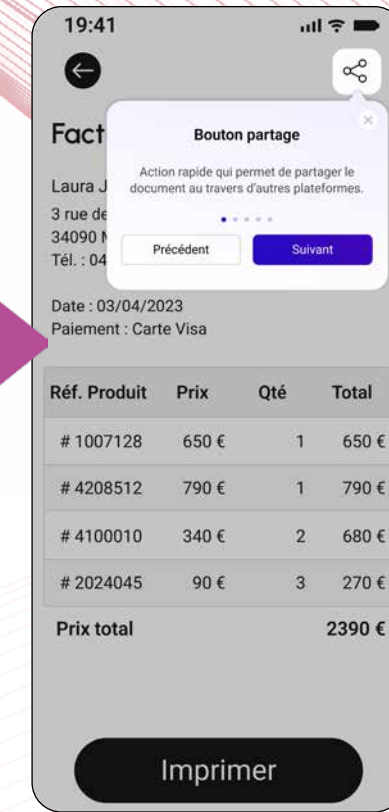 19:41
Fact
Bouton partage
Action rapide qui permet de partager le
document au travers d'autres plateformes.
Précédent
Suivant
Laura J
3 rue de
34090
Tél. : 04
Date : 03/04/2023
Paiement : Carte Visa
Réf. Produit Prix Qté Total
# 1007128 650 € 1 650 €
# 4208512 790 € 1 790 €
# 4100010 340 € 2 680 €
# 2024045 90 € 3 270 €
Prix total 2390 €
Imprimer